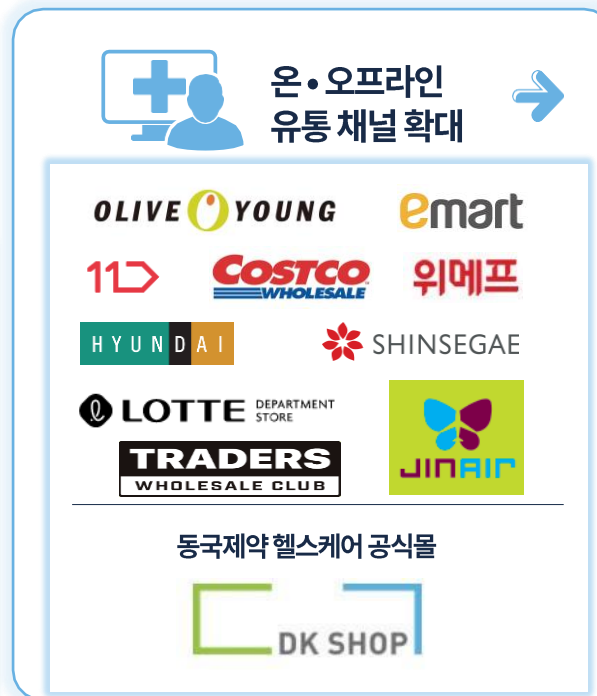 온•오프라인
유통 채널 확대
OLIVE YOUNG
emart
11
COSTCO
WHOLESALE
위메프
HYUNDAI
SHINSEGAE
LOTTE DEPARTMENT STORE
TRADERS
WHOLESALE CLUB
JINAIR
동국제약 헬스케어 공식몰
DK SHOP